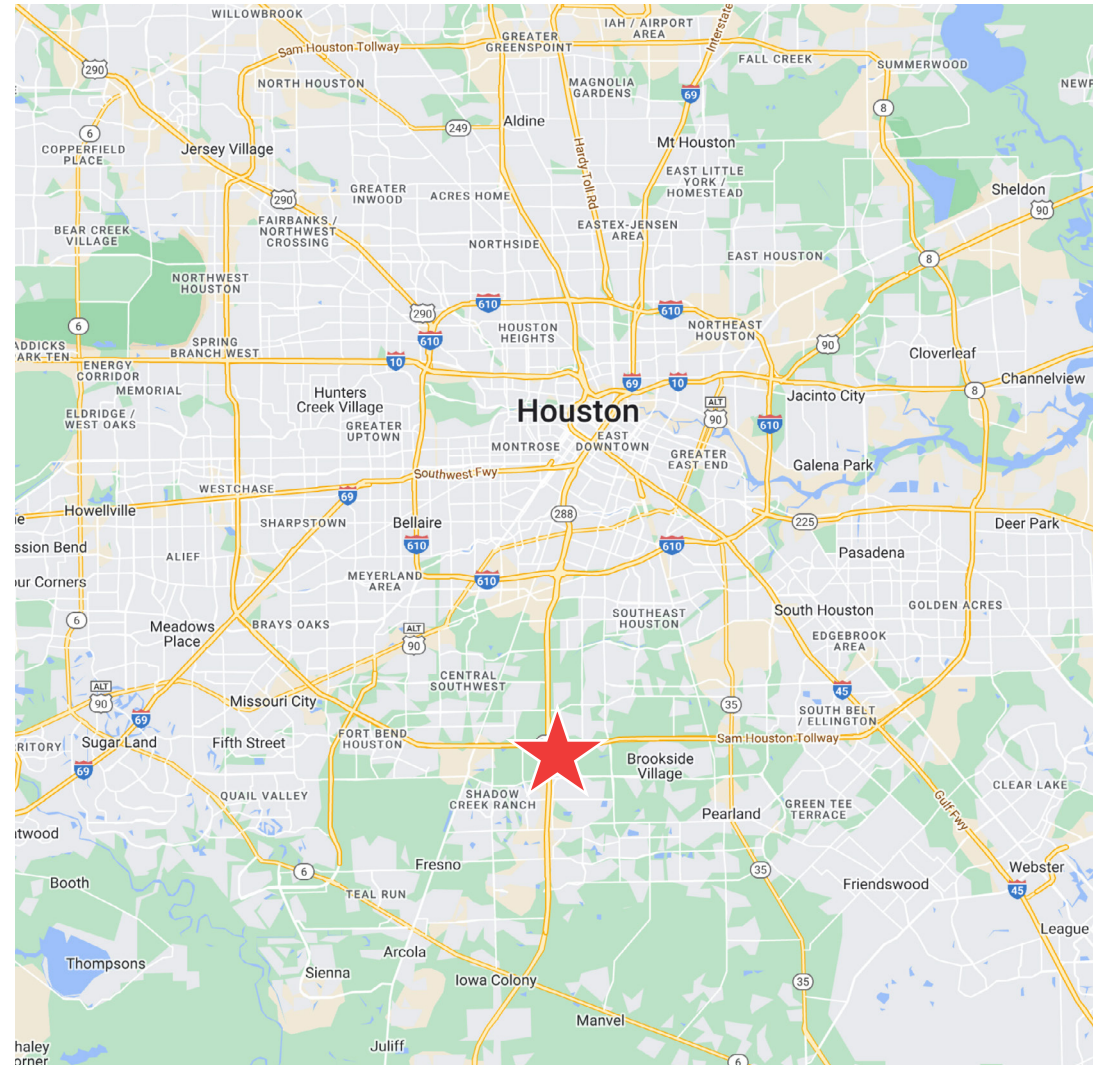 WILLOWBROOK
IAH / AIRPORT
AREA
Interstate
GREATER
GREENSPOINT
Sam Houston Tollway
FALL CREEK
SUMMERWOOD
290
NORTH HOUSTON
MAGNOLIA
GARDENS
69
8
249
Aldine
6
COPPERFIELD
PLACE
Jersey Village
Hardy Toll Rd
Mt Houston
EAST LITTLE
YORK /
HOMESTEAD
GREATER
INWOOD
ACRES HOME
Sheldon
290
90
FAIRBANKS /
NORTHWEST
CROSSING
EASTEX-JENSEN
AREA
BEAR CREEK
VILLAGE
NORTHSIDE
EAST HOUSTON
8
NORTHWEST
HOUSTON
610
290
610
6
HOUSTON
HEIGHTS
NORTHEAST
HOUSTON
610
90
ADDICKS
PARK TEN
SPRING
BRANCH WEST
10
Cloverleaf
ENERGY
CORRIDOR
69
10
Channelview
MEMORIAL
Hunters
Creek Village
Jacinto City
8
Houston
ALT
90
ELDRIDGE /
WEST OAKS
GREATER
UPTOWN
610
MONTROSE
EAST
DOWNTOWN
GREATER
EAST END
Galena Park
Southwest Fwy
WESTCHASE
69
Howellville
288
SHARPSTOWN
Bellaire
225
Deer Park
ssion Bend
610
610
ALIEF
Pasadena
our Corners
MEYERLAND
AREA
610
6
SOUTHEAST
HOUSTON
South Houston
GOLDEN ACRES
Meadows
Place
BRAYS OAKS
ALT
90
EDGEBROOK
AREA
CENTRAL
SOUTHWEST
ALT
90
Missouri City
45
35
69
SOUTH BELT
/ ELLINGTON
RITORY
Sugar Land
Fifth Street
FORT BEND
HOUSTON
Sam Houston Tollway
69
Brookside
Village
QUAIL VALLEY
SHADOW
CREEK RANCH
CLEAR LAKE
Pearland
GREEN TEE
TERRACE
Gulf Fwy
Fresno
6
35
Webster
Booth
TEAL RUN
Friendswood
45
League
Arcola
Thompsons
Sienna
Iowa Colony
35
Manvel
Juliff
6